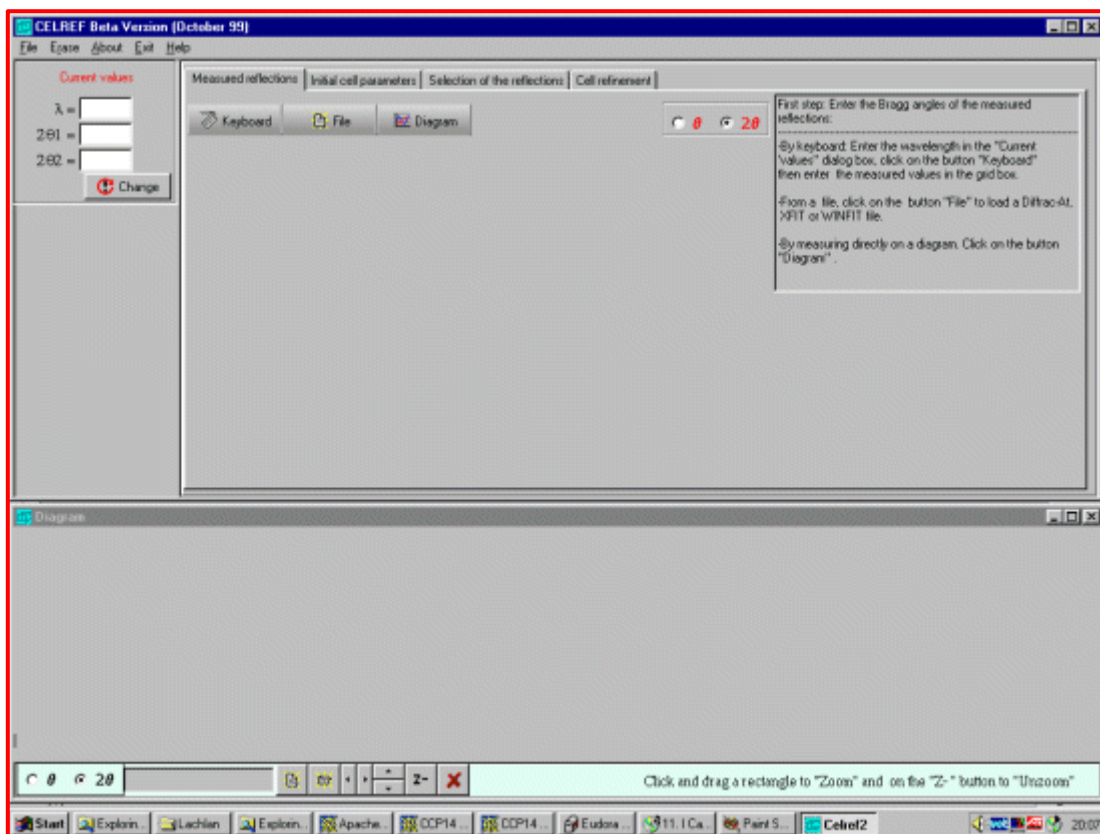 CELREF Beta Version (October 99)
File Erase About Exit Help
Current values
λ =
2θ1 =
2θ2 =
Change
Measured reflections Initial cell parameters Selection of the reflections Cell refinement
Keyboard File Diagram
θ 2θ
First step: Enter the Bragg angles of the measured
reflections:
-By keyboard: Enter the wavelength in the "Current
values" dialog box, click on the button "Keyboard"
then enter the measured values in the grid box.
-From a file, click on the button "File" to load a Diffrac-At,
XFIT or WINFIT file.
-By measuring directly on a diagram. Click on the button
"Diagram" .
Diagram
θ 2θ
Z-
Click and drag a rectangle to "Zoom" and on the "Z-" button to "Unzoom"
Start Explorin... Lachlan Explorin... Apache... CCP14 ... CCP14 ... Eudora ... 11. I Ca... Paint S... Celref2 20:07